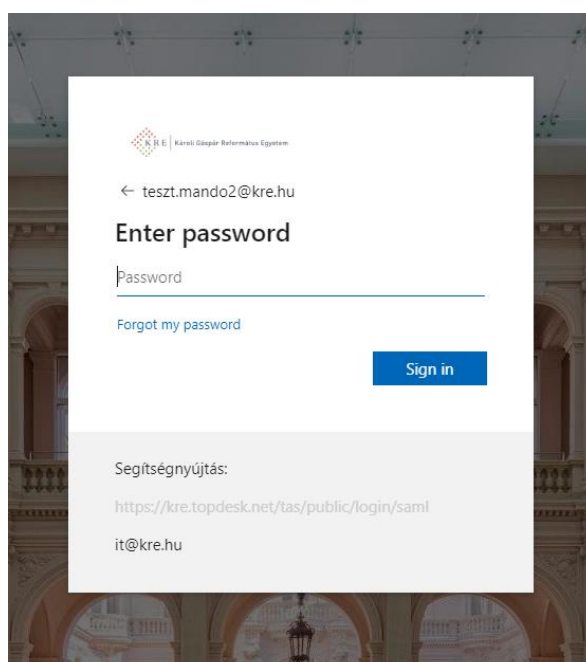 KRE | Károli Gáspár Református Egyetem
← teszt.mando2@kre.hu
Enter password
Password
Forgot my password
Sign in
Segítségnyújtás:
https://kre.topdesk.net/tas/public/login/saml
it@kre.hu